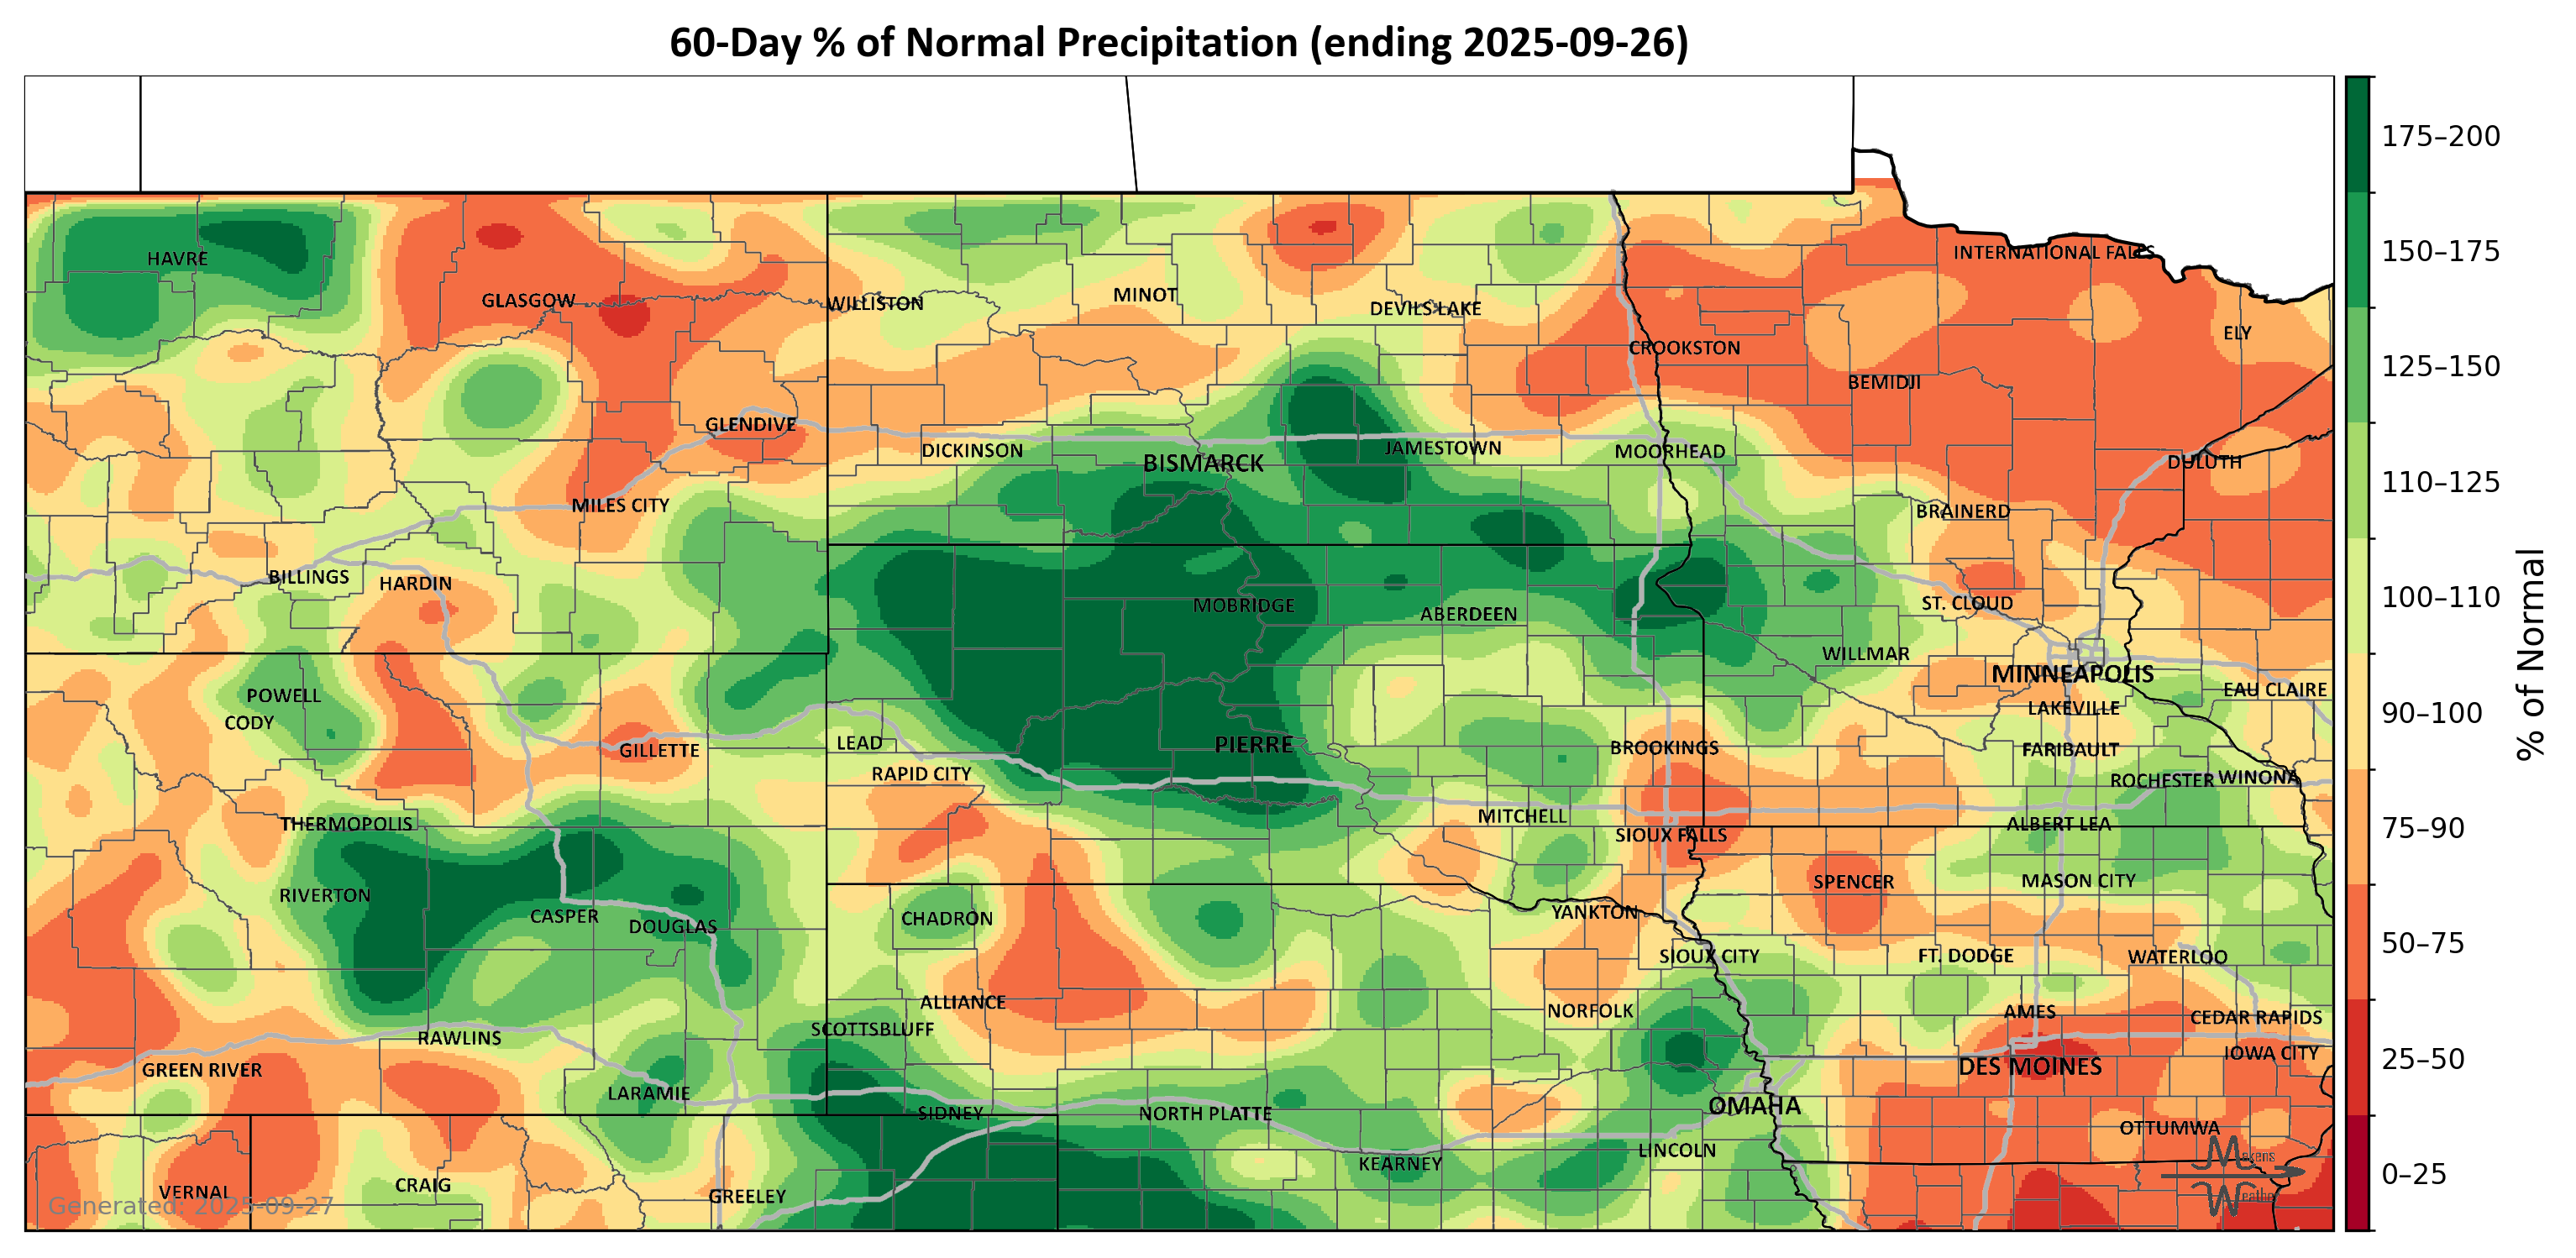 60-Day % of Normal Precipitation (ending 2025-09-26)
175–200
150–175
125–150
110–125
100–110
90–100
75–90
50–75
25–50
0–25
% of Normal
HAVRE
INTERNATIONAL FALLS
GLASGOW
WILLISTON
MINOT
DEVILS LAKE
ELY
CROOKSTON
BEMIDJI
GLENDIVE
DICKINSON
BISMARCK
JAMESTOWN
MOORHEAD
DULUTH
MILES CITY
BRAINERD
BILLINGS
HARDIN
MOBRIDGE
ABERDEEN
ST. CLOUD
WILLMAR
MINNEAPOLIS
POWELL
EAU CLAIRE
CODY
LAKEVILLE
GILLETTE
LEAD
PIERRE
BROOKINGS
FARIBAULT
RAPID CITY
ROCHESTER
WINONA
THERMOPOLIS
MITCHELL
SIOUX FALLS
ALBERT LEA
RIVERTON
SPENCER
MASON CITY
CASPER
DOUGLAS
CHADRON
YANKTON
SIOUX CITY
FT. DODGE
WATERLOO
ALLIANCE
NORFOLK
AMES
CEDAR RAPIDS
SCOTTSBLUFF
RAWLINS
IOWA CITY
GREEN RIVER
DES MOINES
LARAMIE
SIDNEY
NORTH PLATTE
OMAHA
OTTUMWA
LINCOLN
KEARNEY
VERNAL
CRAIG
GREELEY
Generated: 2025-09-27
Makens
Weather